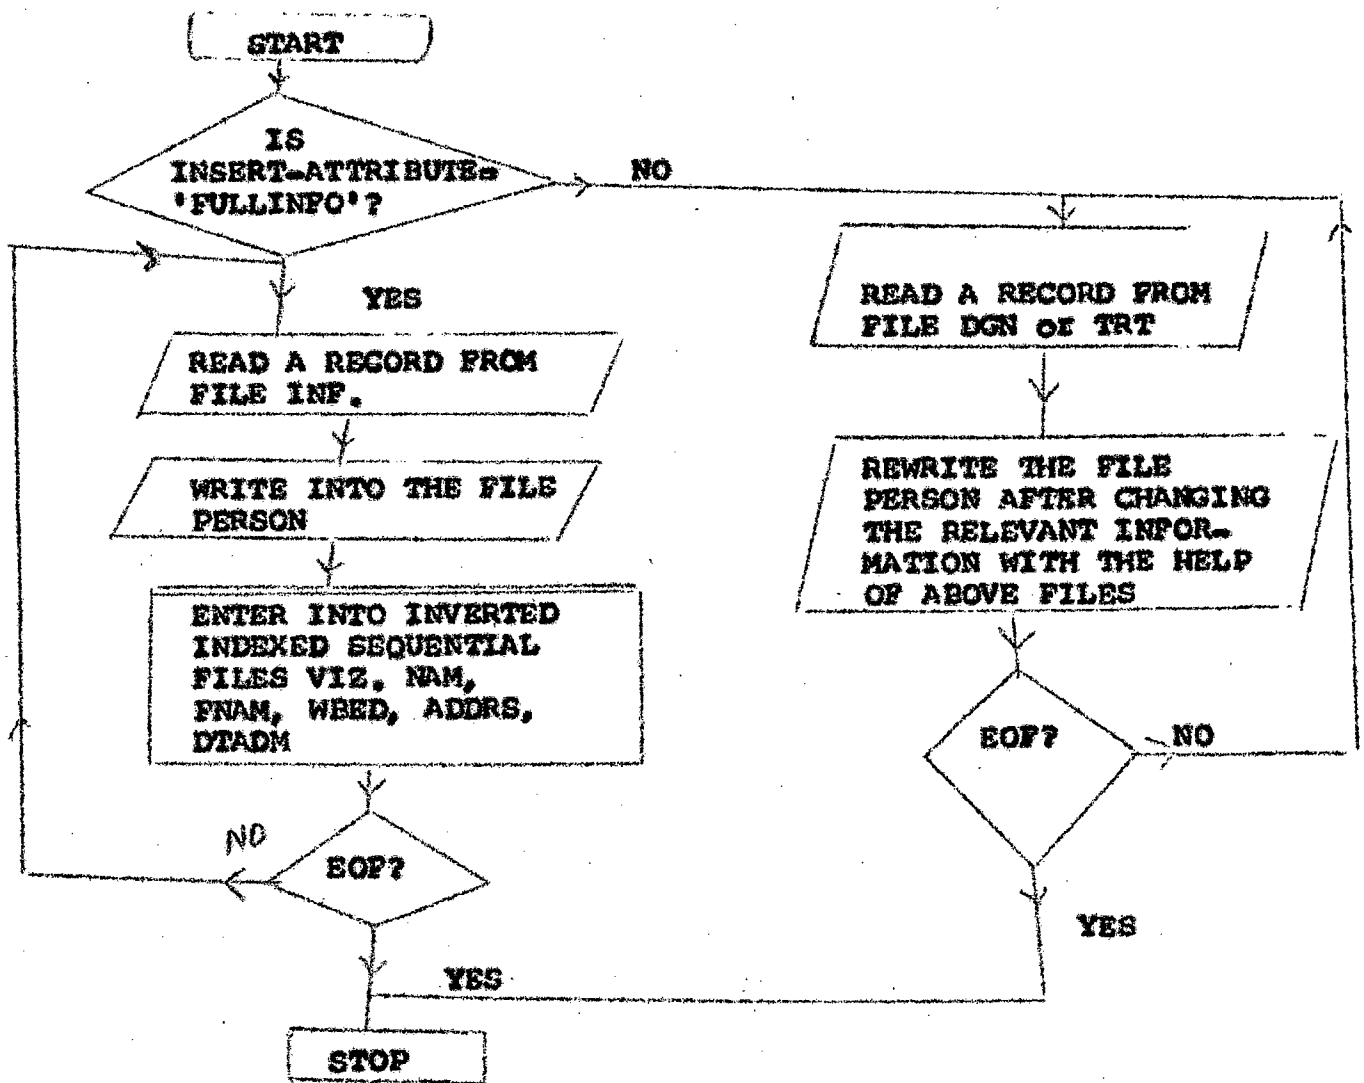 START
IS
INSERT-ATTRIBUTE=
'FULLINFO'?
NO
YES
READ A RECORD FROM
FILE INF.
WRITE INTO THE FILE
PERSON
ENTER INTO INVERTED
INDEXED SEQUENTIAL
FILES VIZ. NAM,
FNAM, WBED, ADDRS,
DTADM
NO
EOF?
YES
STOP
READ A RECORD FROM
FILE DGN or TRT
REWRITE THE FILE
PERSON AFTER CHANGING
THE RELEVANT INFOR-
MATION WITH THE HELP
OF ABOVE FILES
EOF?
NO
YES